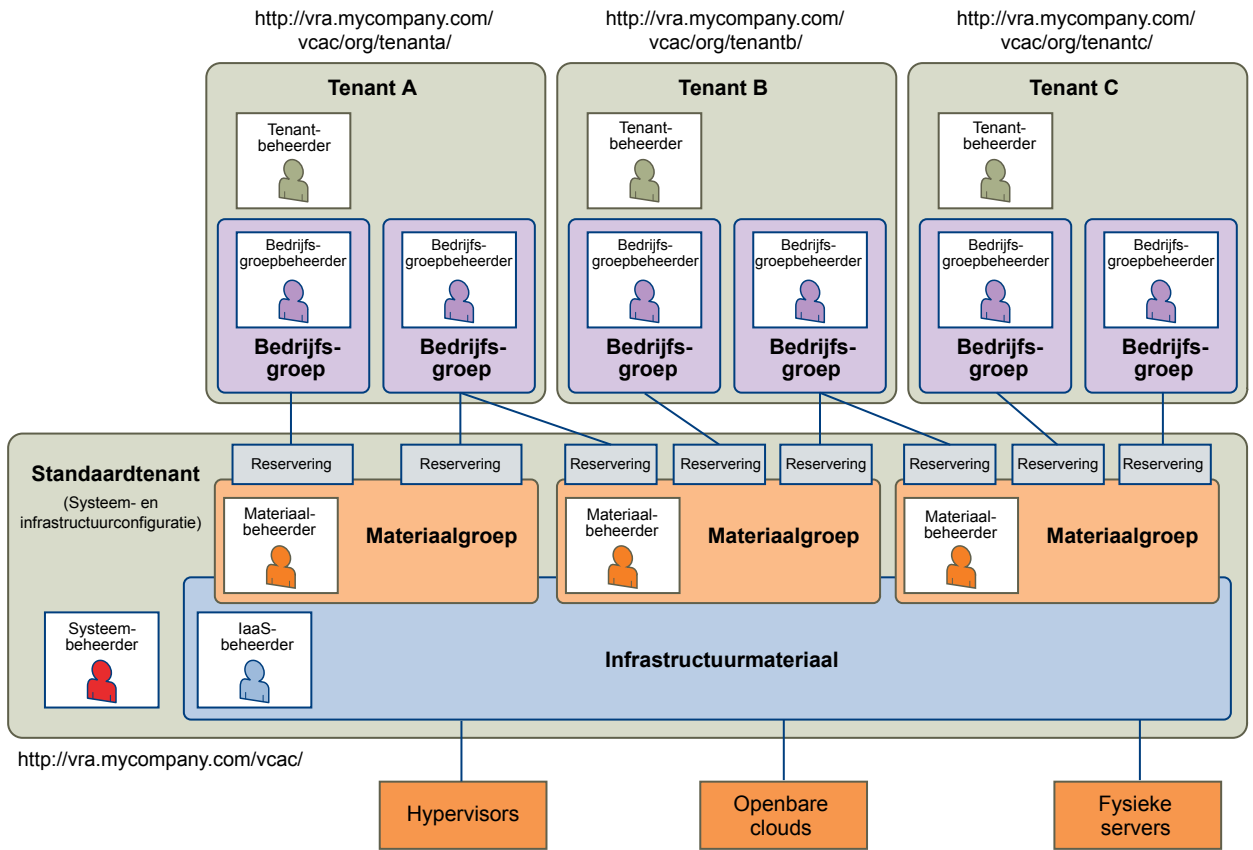 http://vra.mycompany.com/
vcac/org/tenanta/
http://vra.mycompany.com/
vcac/org/tenantb/
http://vra.mycompany.com/
vcac/org/tenantc/
Tenant A
Tenant-
beheerder
Bedrijfs-
groepbeheerder
Bedrijfs-
groep
Bedrijfs-
groepbeheerder
Bedrijfs-
groep
Tenant B
Tenant-
beheerder
Bedrijfs-
groepbeheerder
Bedrijfs-
groep
Bedrijfs-
groepbeheerder
Bedrijfs-
groep
Tenant C
Tenant-
beheerder
Bedrijfs-
groepbeheerder
Bedrijfs-
groep
Bedrijfs-
groepbeheerder
Bedrijfs-
groep
Standaardtenant
(Systeem- en
infrastructuurconfiguratie)
Reservering
Reservering
Reservering
Reservering
Reservering
Reservering
Reservering
Reservering
Materiaal-
beheerder
Materiaalgroep
Materiaal-
beheerder
Materiaalgroep
Materiaal-
beheerder
Materiaalgroep
Systeem-
beheerder
IaaS-
beheerder
Infrastructuurmateriaal
http://vra.mycompany.com/vcac/
Hypervisors
Openbare
clouds
Fysieke
servers